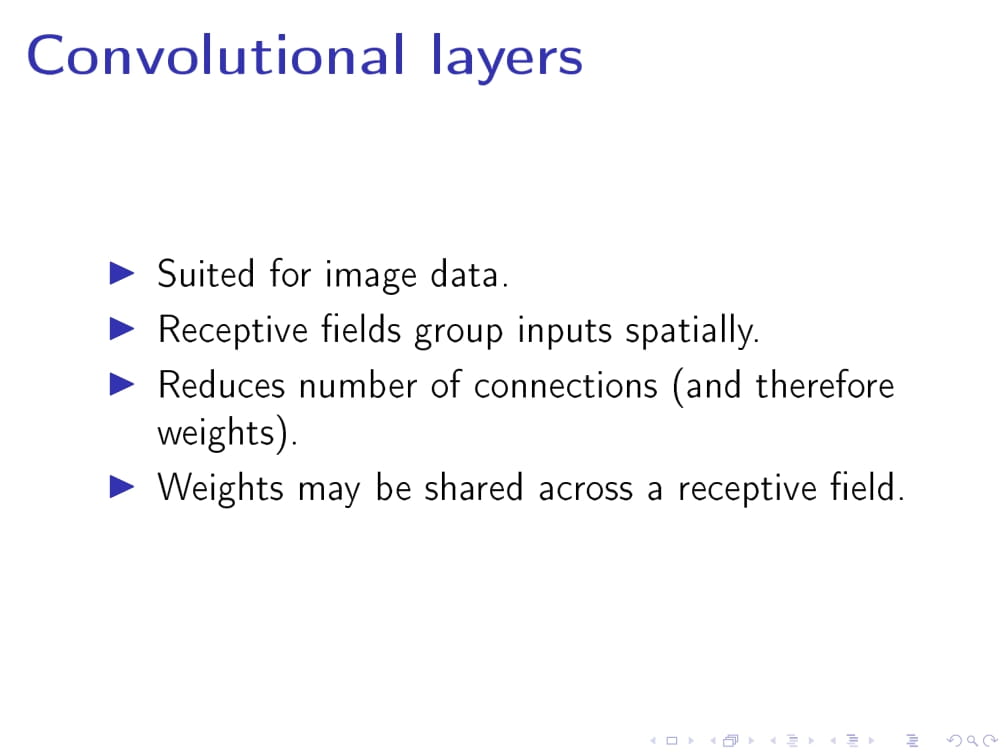 Convolutional layers
Suited for image data.
Receptive fields group inputs spatially.
Reduces number of connections (and therefore
weights).
Weights may be shared across a receptive field.